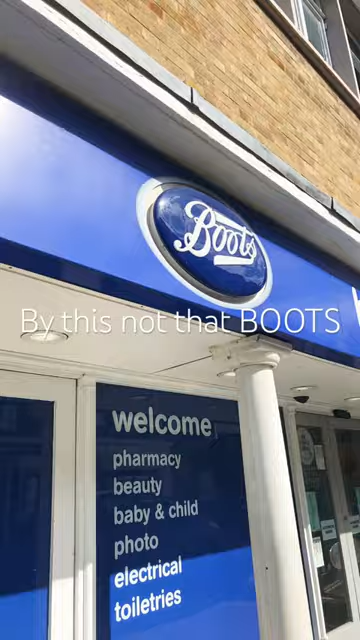 Boots
By this not that BOOTS
welcome
pharmacy
beauty
baby & child
photo
electrical
toiletries